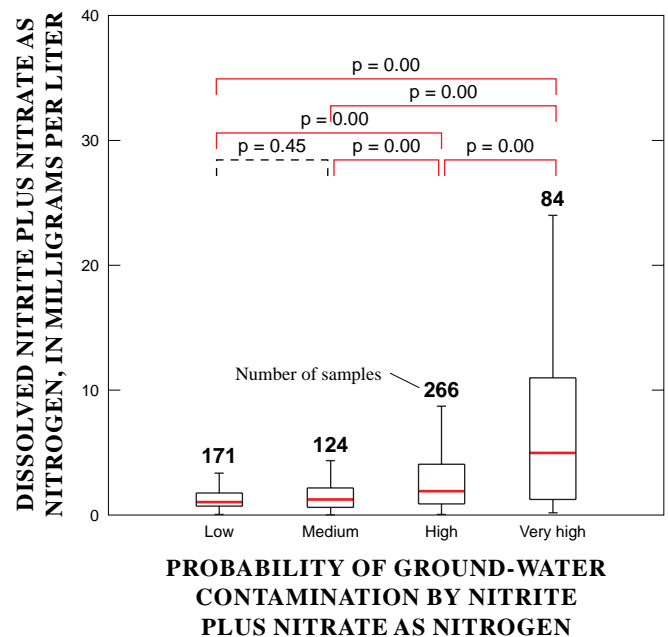 DISSOLVED NITRITE PLUS NITRATE AS
NITROGEN, IN MILLIGRAMS PER LITER
40
30
20
10
0
p = 0.00
p = 0.00
p = 0.00
p = 0.45
p = 0.00
p = 0.00
84
Number of samples
266
171
124
Low
Medium
High
Very high
PROBABILITY OF GROUND-WATER
CONTAMINATION BY NITRITE
PLUS NITRATE AS NITROGEN